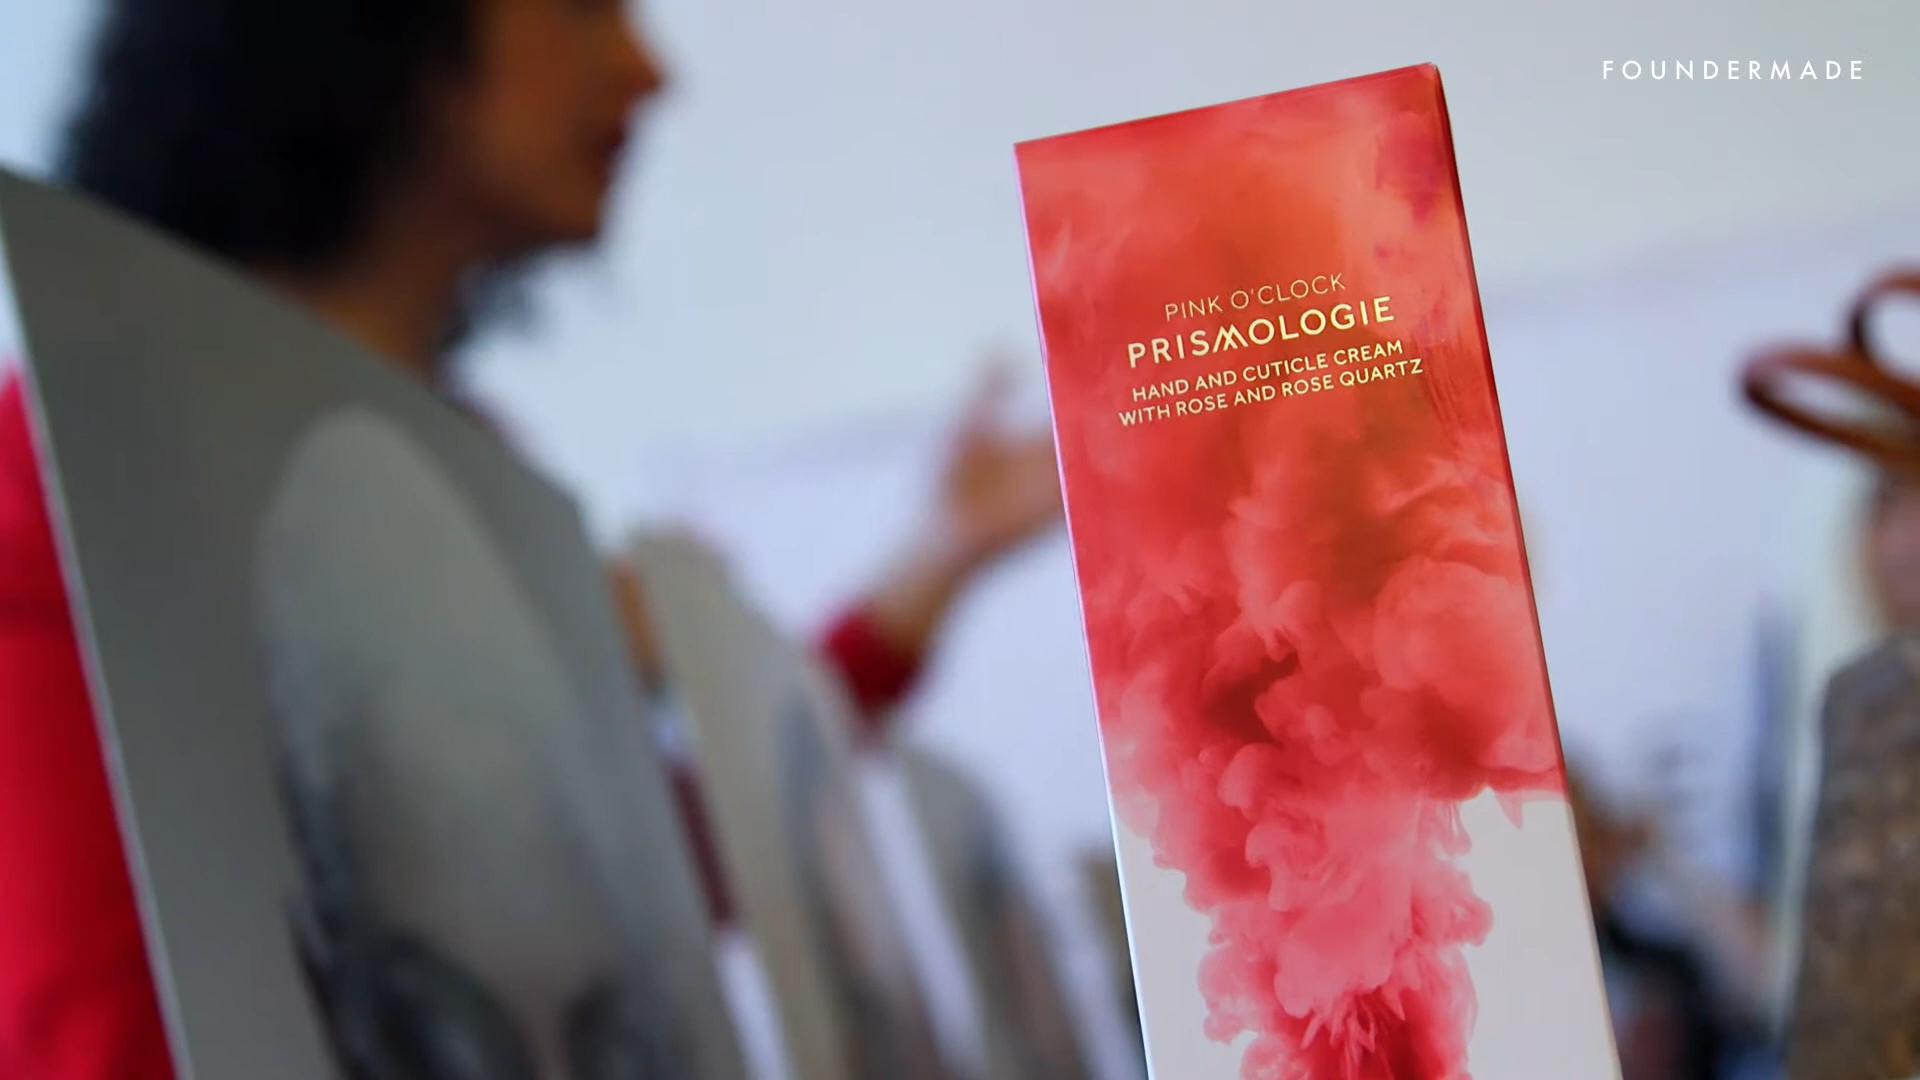 FOUNDERMADE
PINK O'CLOCK
PRISMOLOGIE
HAND AND CUTICLE CREAM
WITH ROSE AND ROSE QUARTZ